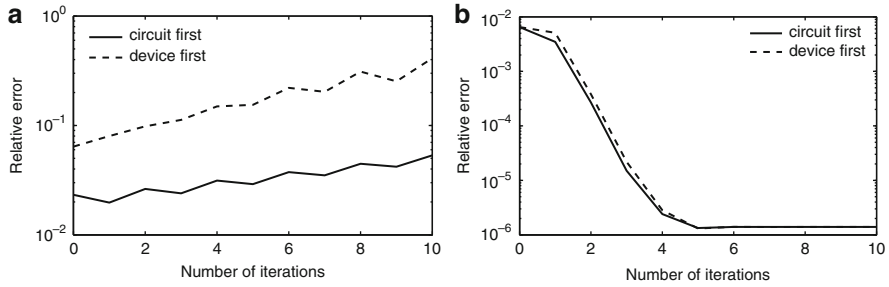 a
10⁰
10⁻¹
10⁻²
Relative error
circuit first
device first
0 2 4 6 8 10
Number of iterations
b
10⁻²
10⁻³
10⁻⁴
10⁻⁵
10⁻⁶
Relative error
circuit first
device first
0 2 4 6 8 10
Number of iterations